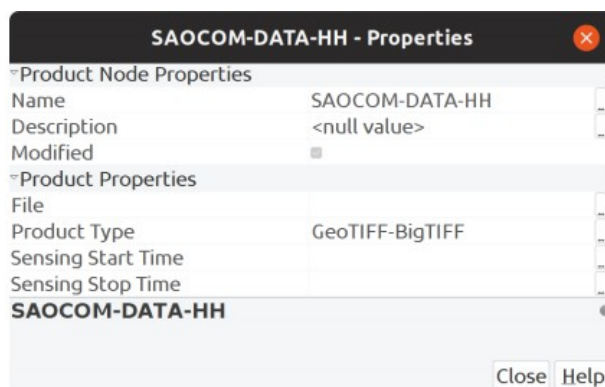 SAOCOM-DATA-HH - Properties
Product Node Properties
Name SAOCOM-DATA-HH
Description <null value>
Modified
Product Properties
File
Product Type GeoTIFF-BigTIFF
Sensing Start Time
Sensing Stop Time
SAOCOM-DATA-HH
Close Help